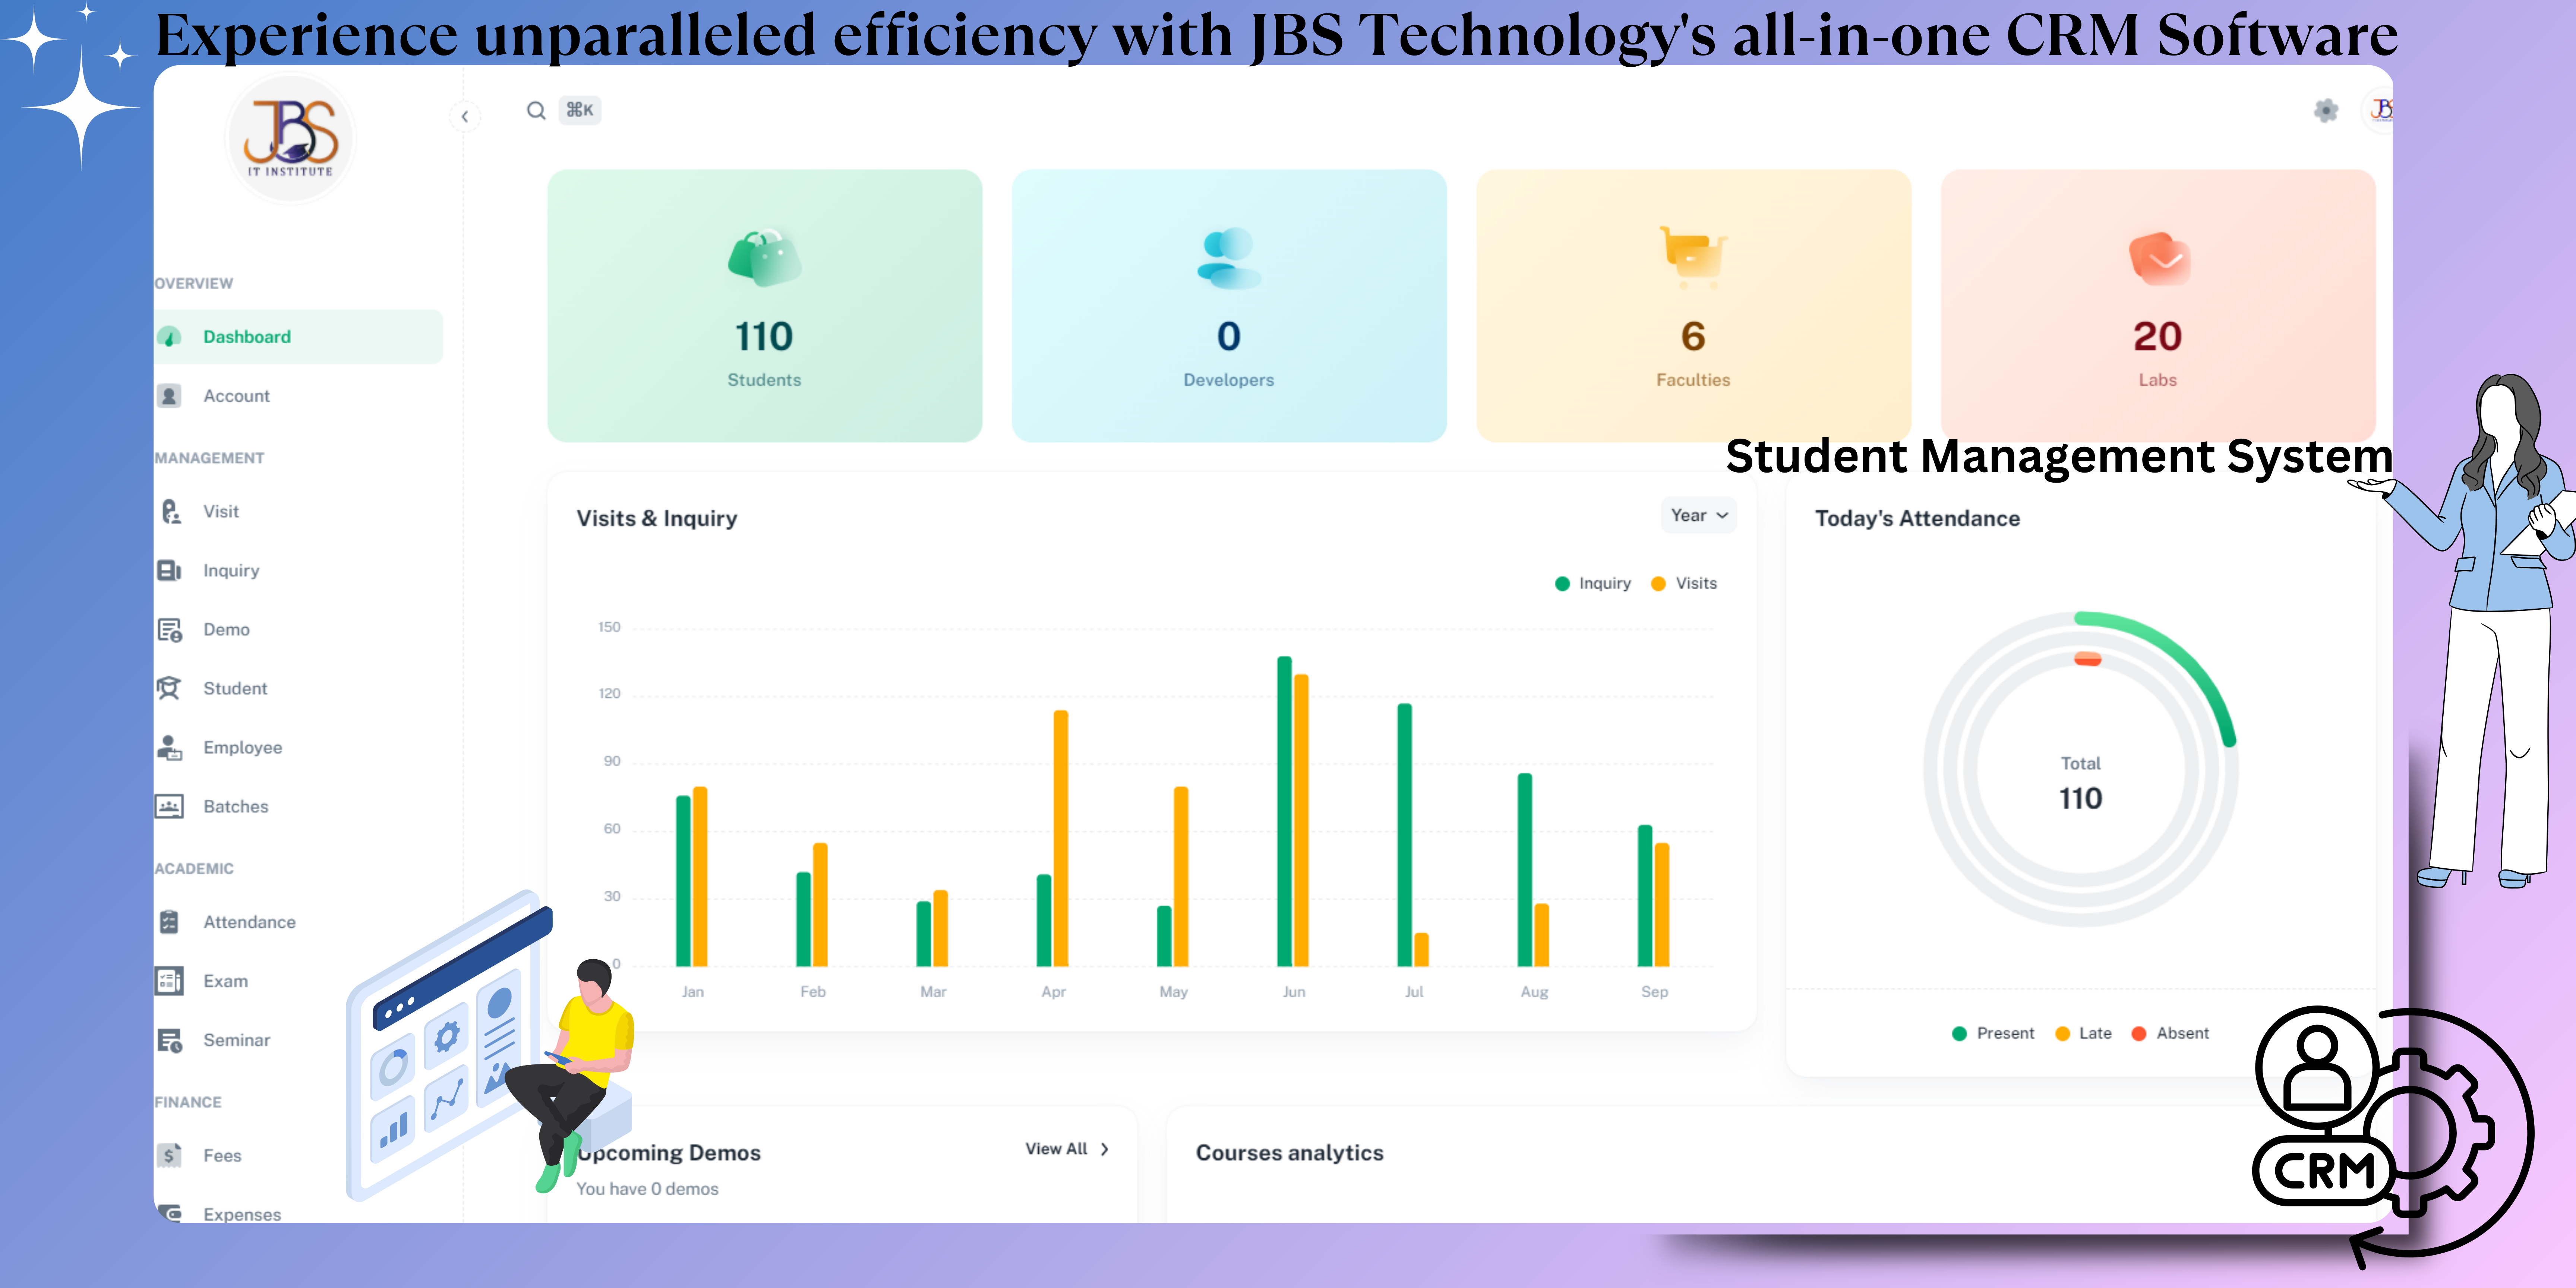 Experience unparalleled efficiency with JBS Technology's all-in-one CRM Software
JBS
IT INSTITUTE
⌘K
JBS
OVERVIEW
Dashboard
Account
MANAGEMENT
Visit
Inquiry
Demo
Student
Employee
Batches
ACADEMIC
Attendance
Exam
Seminar
FINANCE
Fees
Expenses
110
Students
0
Developers
6
Faculties
20
Labs
Student Management System
Visits & Inquiry
Year
Inquiry Visits
150
120
90
60
30
0
Jan Feb Mar Apr May Jun Jul Aug Sep
Today's Attendance
Total
110
Present Late Absent
Upcoming Demos
View All
You have 0 demos
Courses analytics
CRM